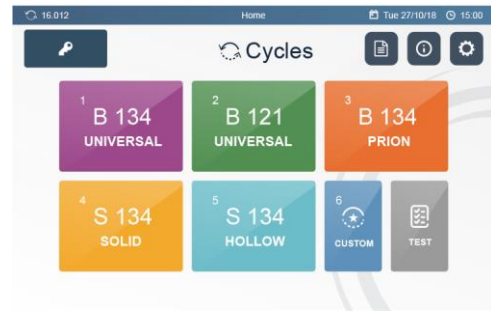 16.012
Home
Tue 27/10/18
15:00
Cycles
1
B 134
UNIVERSAL
2
B 121
UNIVERSAL
3
B 134
PRION
4
S 134
SOLID
5
S 134
HOLLOW
6
CUSTOM
TEST